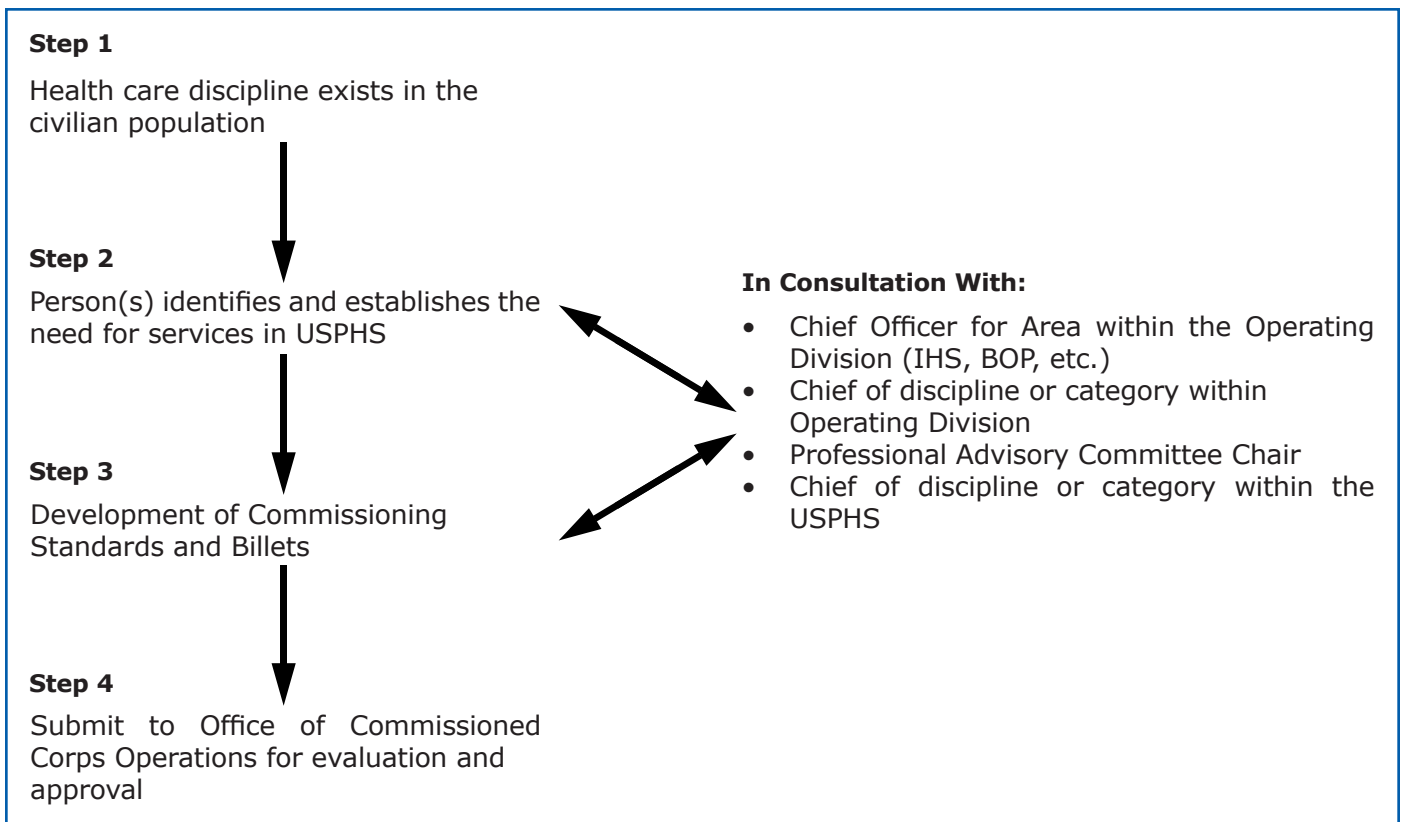 Step 1
Health care discipline exists in the
civilian population
Step 2
Person(s) identifies and establishes the
need for services in USPHS
Step 3
Development of Commissioning
Standards and Billets
Step 4
Submit to Office of Commissioned
Corps Operations for evaluation and
approval
In Consultation With:
• Chief Officer for Area within the Operating
Division (IHS, BOP, etc.)
• Chief of discipline or category within
Operating Division
• Professional Advisory Committee Chair
• Chief of discipline or category within the
USPHS